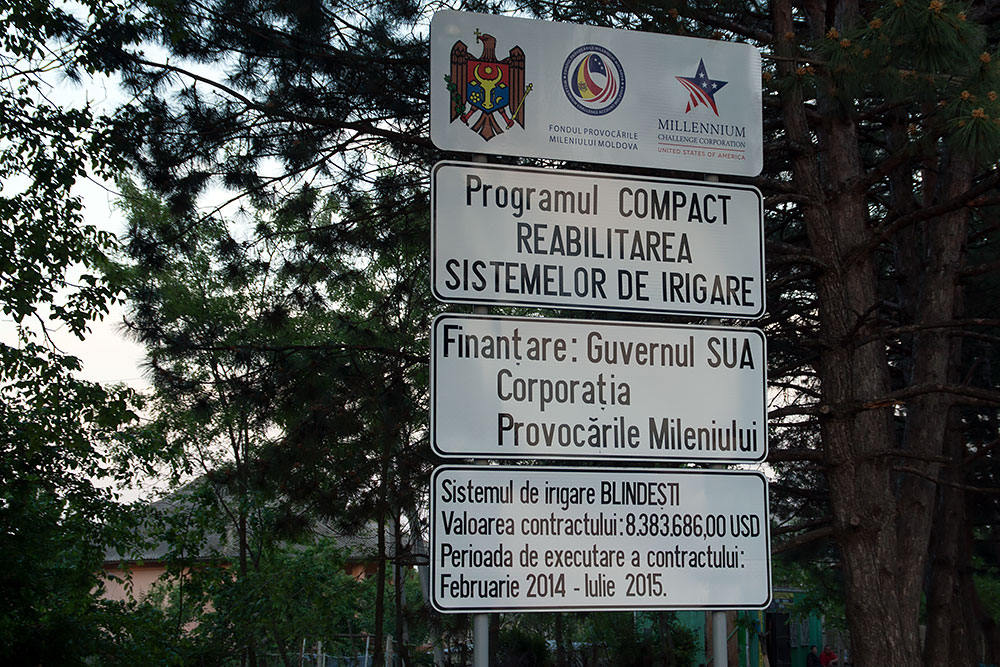 FONDUL PROVOCĂRILE
MILENIULUI MOLDOVA
MILLENNIUM
CHALLENGE CORPORATION
UNITED STATES OF AMERICA
Programul COMPACT
REABILITAREA
SISTEMELOR DE IRIGARE
Finanțare: Guvernul SUA
Corporația
Provocările Mileniului
Sistemul de irigare BLINDEȘTI
Valoarea contractului: 8.383.686,00 USD
Perioada de executare a contractului:
Februarie 2014 - Iulie 2015.